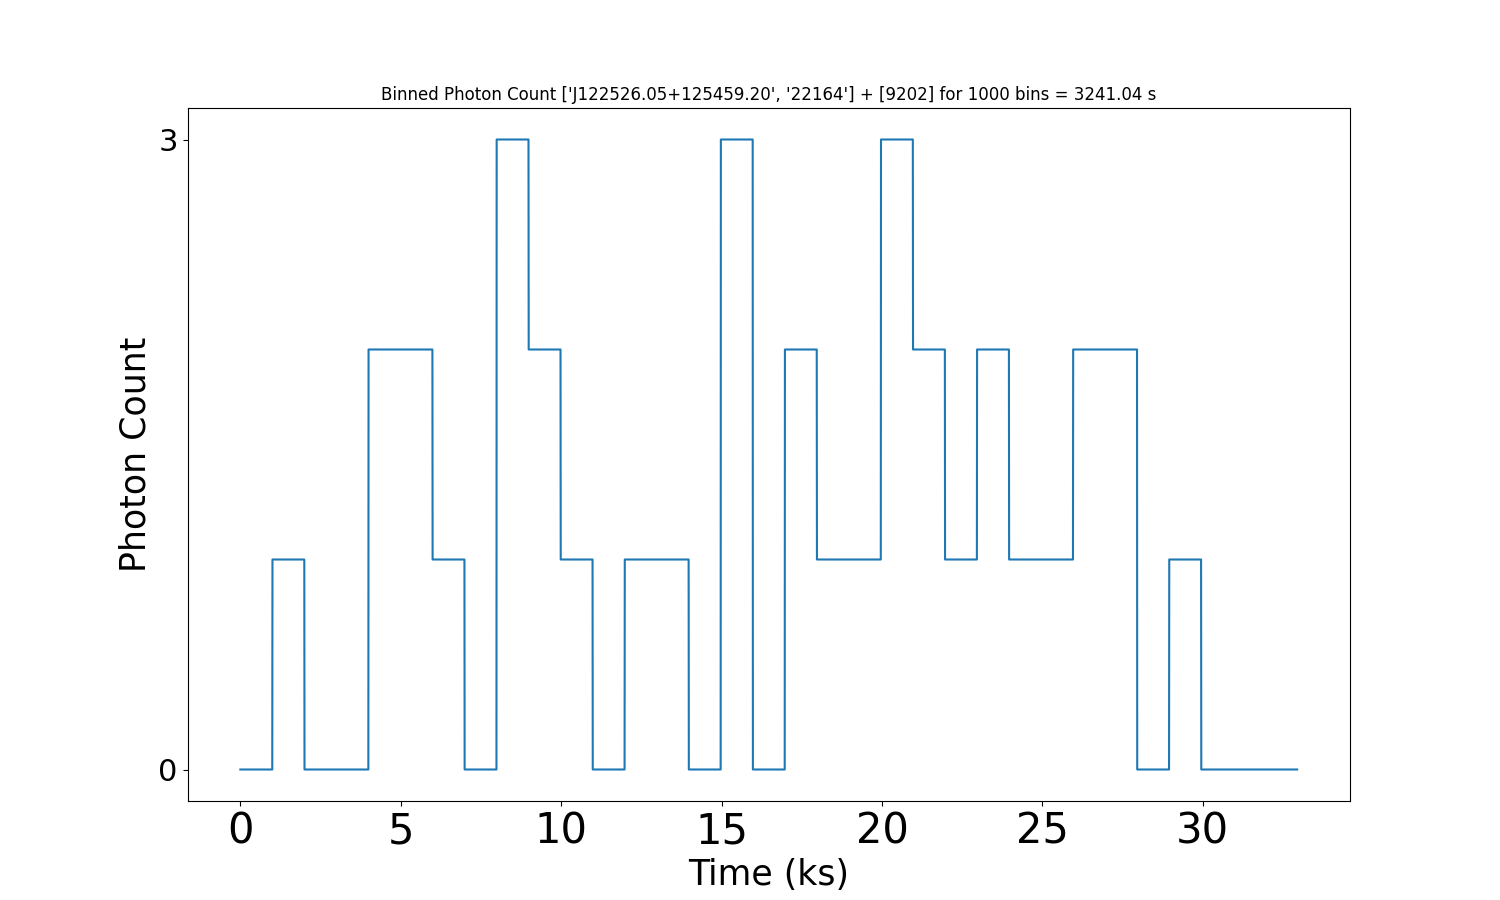 Binned Photon Count ['J122526.05+125459.20', '22164'] + [9202] for 1000 bins = 3241.04 s
3
Photon Count
0
0 5 10 15 20 25 30
Time (ks)